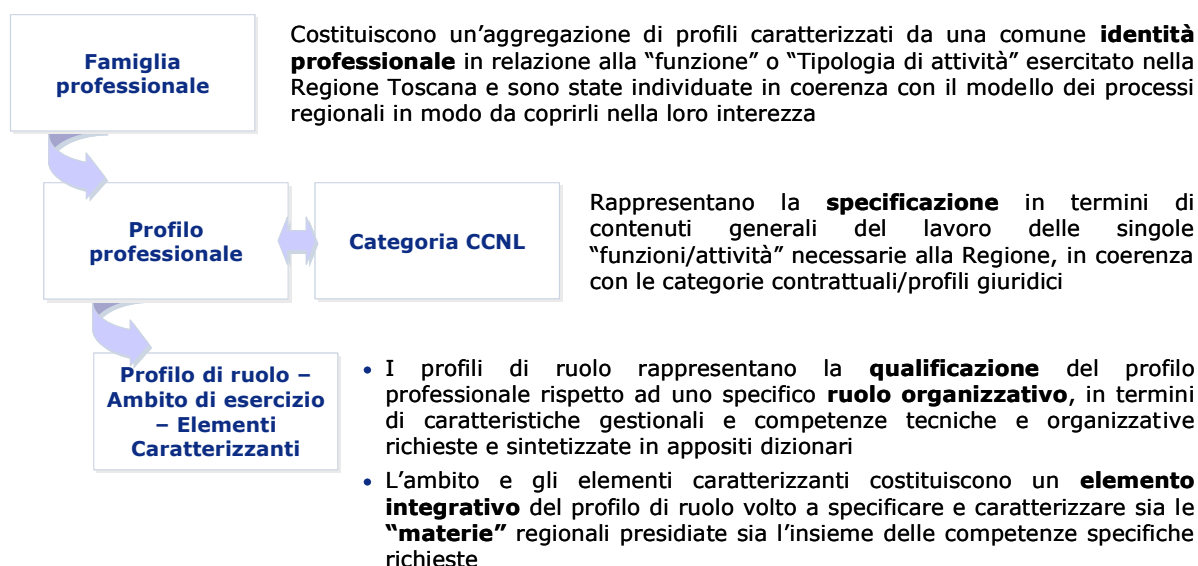 Famiglia
professionale
Costituiscono un’aggregazione di profili caratterizzati da una comune identità
professionale in relazione alla “funzione” o “Tipologia di attività” esercitato nella
Regione Toscana e sono state individuate in coerenza con il modello dei processi
regionali in modo da coprirli nella loro interezza
Profilo
professionale
Categoria CCNL
Rappresentano la specificazione in termini di
contenuti generali del lavoro delle singole
“funzioni/attività” necessarie alla Regione, in coerenza
con le categorie contrattuali/profili giuridici
Profilo di ruolo –
Ambito di esercizio
– Elementi
Caratterizzanti
• I profili di ruolo rappresentano la qualificazione del profilo
professionale rispetto ad uno specifico ruolo organizzativo, in termini
di caratteristiche gestionali e competenze tecniche e organizzative
richieste e sintetizzate in appositi dizionari
• L’ambito e gli elementi caratterizzanti costituiscono un elemento
integrativo del profilo di ruolo volto a specificare e caratterizzare sia le
“materie” regionali presidiate sia l’insieme delle competenze specifiche
richieste